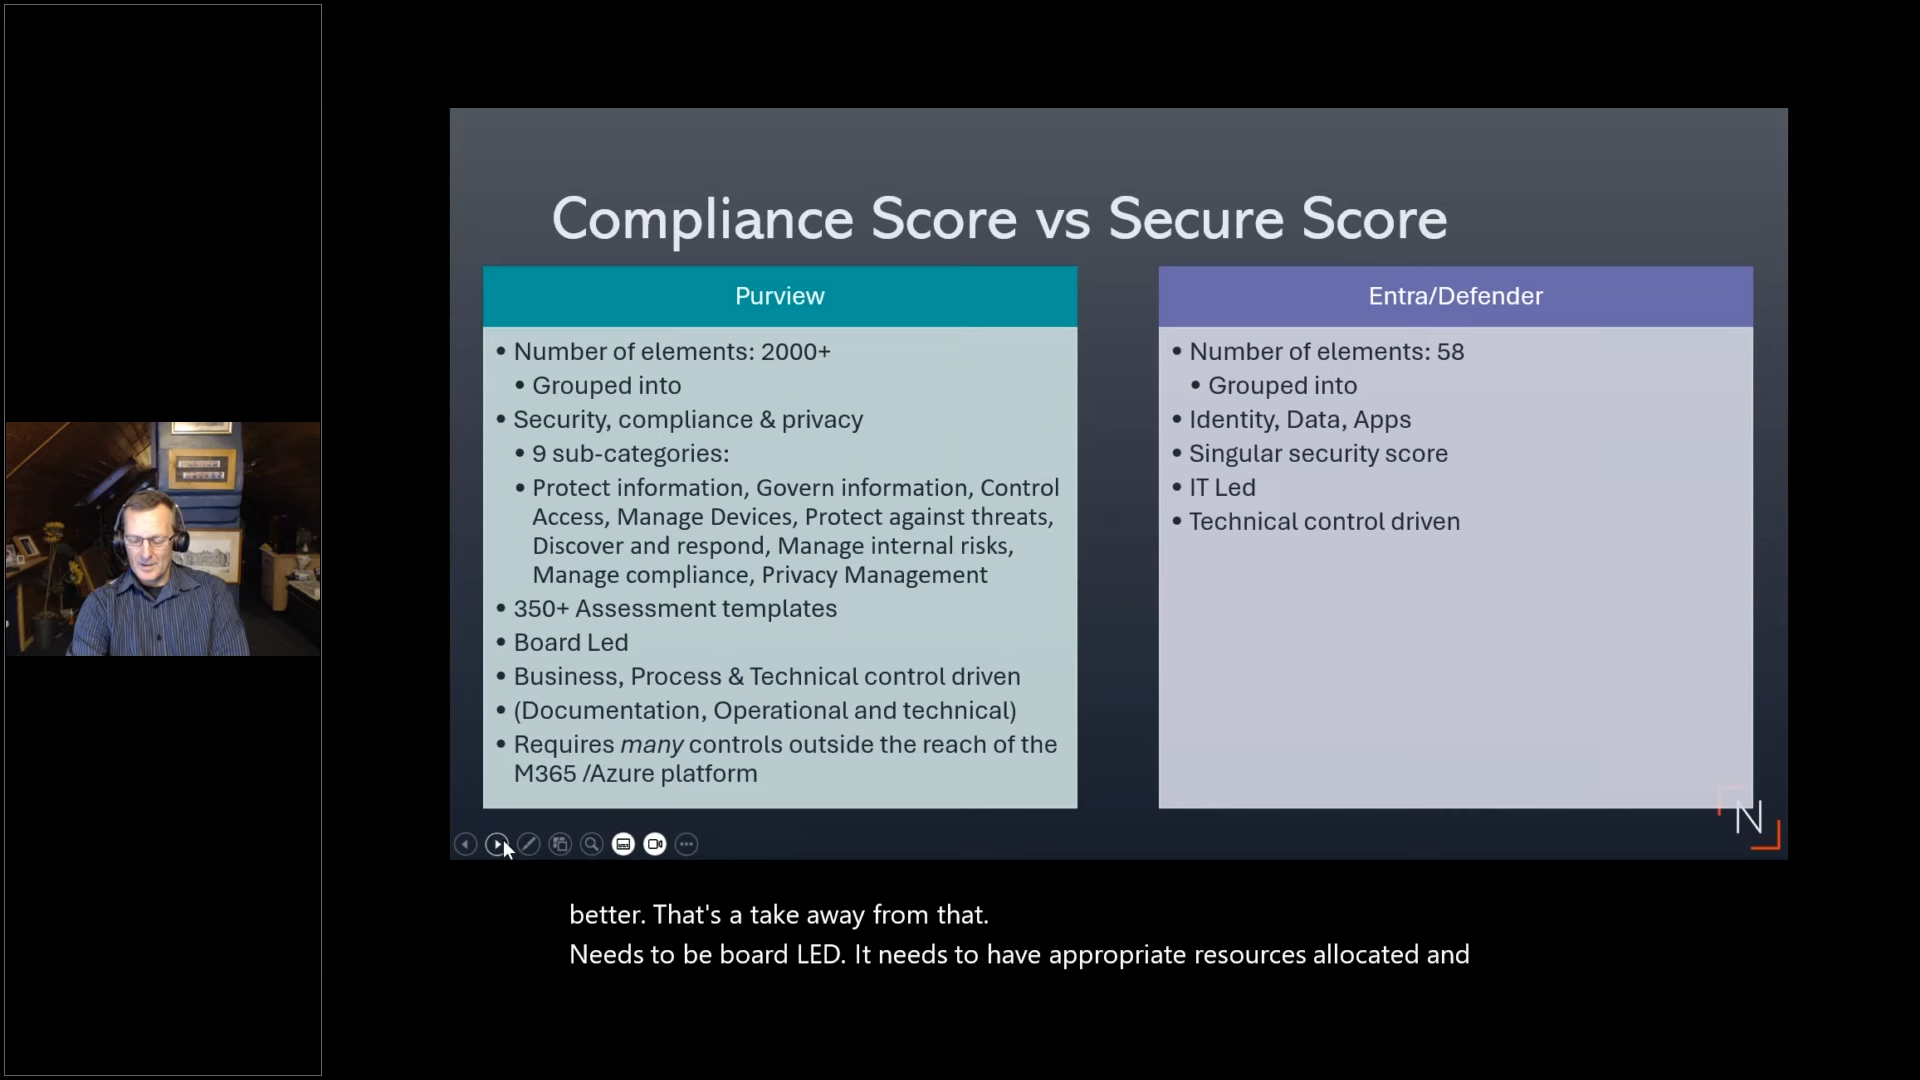 Compliance Score vs Secure Score
Purview
• Number of elements: 2000+
• Grouped into
• Security, compliance & privacy
• 9 sub-categories:
• Protect information, Govern information, Control
Access, Manage Devices, Protect against threats,
Discover and respond, Manage internal risks,
Manage compliance, Privacy Management
• 350+ Assessment templates
• Board Led
• Business, Process & Technical control driven
• (Documentation, Operational and technical)
• Requires many controls outside the reach of the
M365 /Azure platform
Entra/Defender
• Number of elements: 58
• Grouped into
• Identity, Data, Apps
• Singular security score
• IT Led
• Technical control driven
N
better. That's a take away from that.
Needs to be board LED. It needs to have appropriate resources allocated and